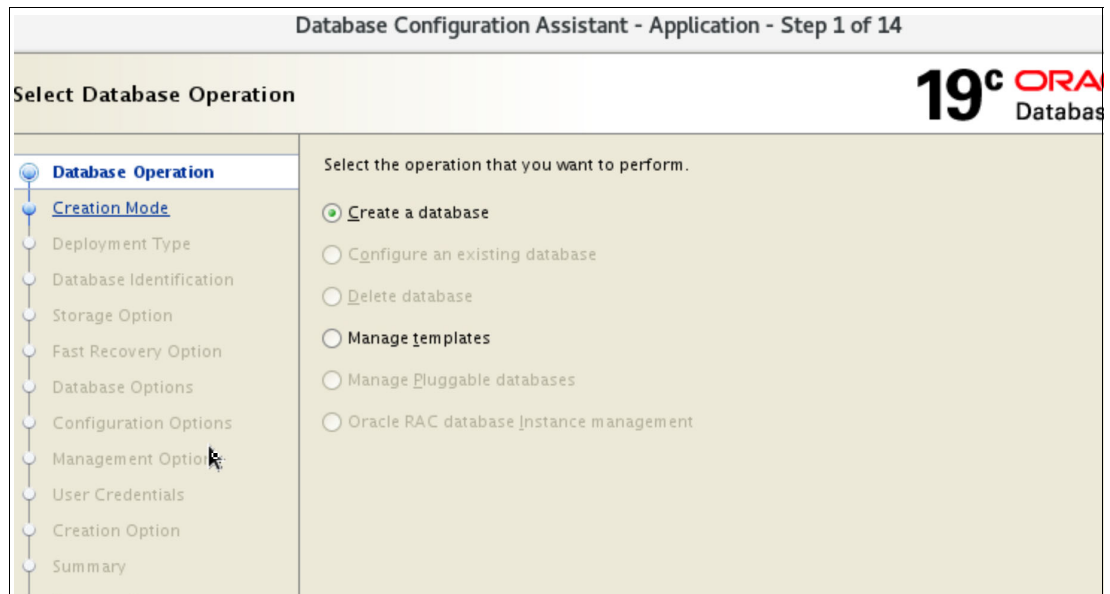 Database Configuration Assistant - Application - Step 1 of 14
Select Database Operation
19c
Database Operation
Creation Mode
Deployment Type
Database Identification
Storage Option
Fast Recovery Option
Database Options
Configuration Options
Management Option
User Credentials
Creation Option
Summary
Select the operation that you want to perform.
Create a database
Configure an existing database
Delete database
Manage templates
Manage Pluggable databases
Oracle RAC database Instance management